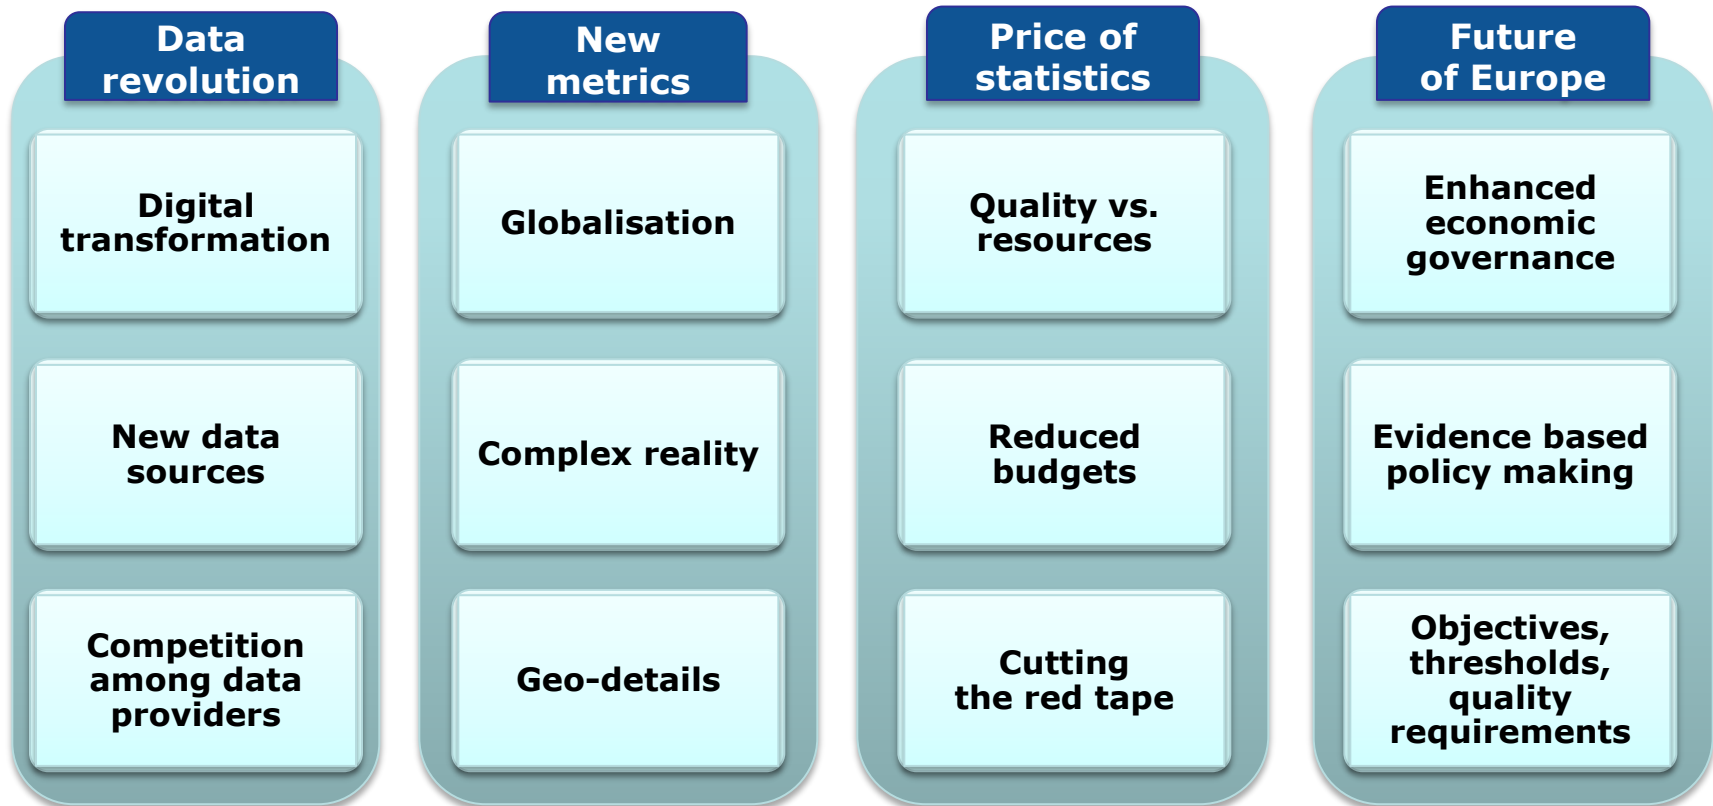 Data
revolution
Digital
transformation
New data
sources
Competition
among data
providers
New
metrics
Globalisation
Complex reality
Geo-details
Price of
statistics
Quality vs.
resources
Reduced
budgets
Cutting
the red tape
Future
of Europe
Enhanced
economic
governance
Evidence based
policy making
Objectives,
thresholds,
quality
requirements